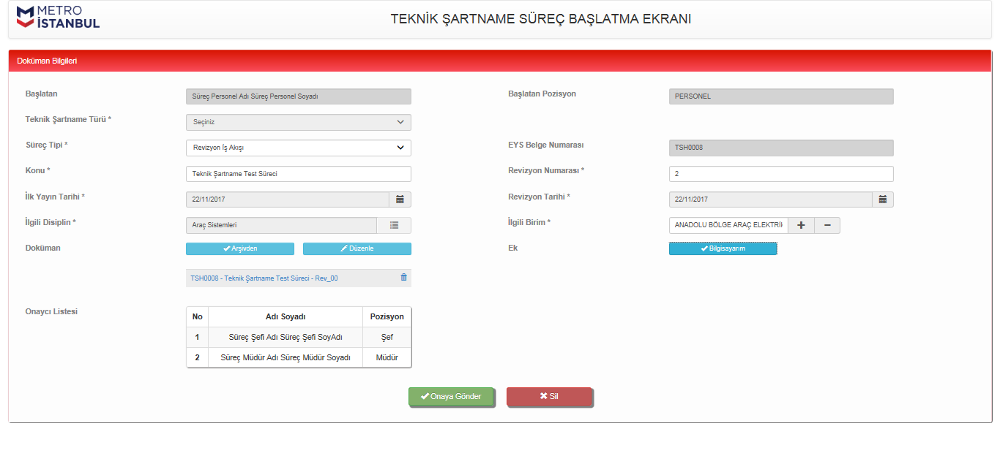 METRO
İSTANBUL
TEKNİK ŞARTNAME SÜREÇ BAŞLATMA EKRANI
Doküman Bilgileri
Başlatan
Süreç Personel Adı Süreç Personel Soyadı
Başlatan Pozisyon
PERSONEL
Teknik Şartname Türü *
Seçiniz
Süreç Tipi *
Revizyon İş Akışı
EYS Belge Numarası
TSH0008
Konu *
Teknik Şartname Test Süreci
Revizyon Numarası *
2
İlk Yayın Tarihi *
22/11/2017
Revizyon Tarihi *
22/11/2017
İlgili Disiplin *
Araç Sistemleri
İlgili Birim *
ANADOLU BÖLGE ARAÇ ELEKTRİK
Doküman
Arşivden
Düzenle
Ek
Bilgisayarım
TSH0008 - Teknik Şartname Test Süreci - Rev_00
Onaycı Listesi
No Adı Soyadı Pozisyon
1 Süreç Şefi Adı Süreç Şefi SoyAdı Şef
2 Süreç Müdür Adı Süreç Müdür Soyadı Müdür
Onaya Gönder
Sil